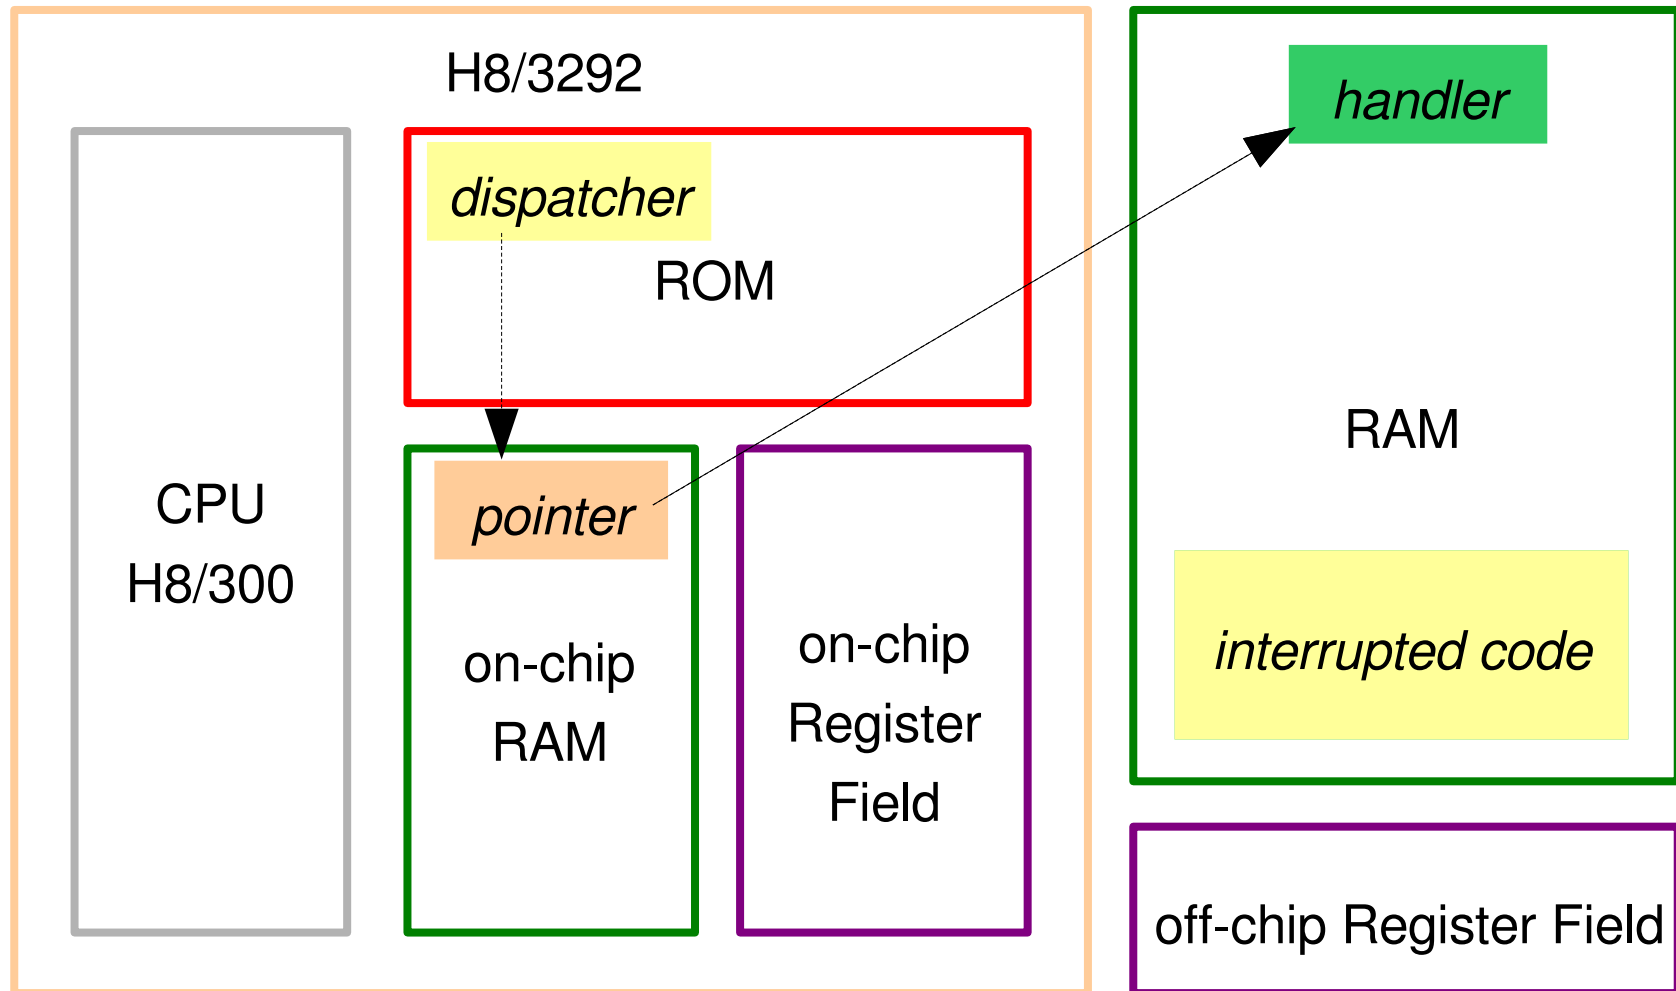 H8/3292
CPU
H8/300
dispatcher
ROM
pointer
on-chip
RAM
on-chip
Register
Field
handler
RAM
interrupted code
off-chip Register Field